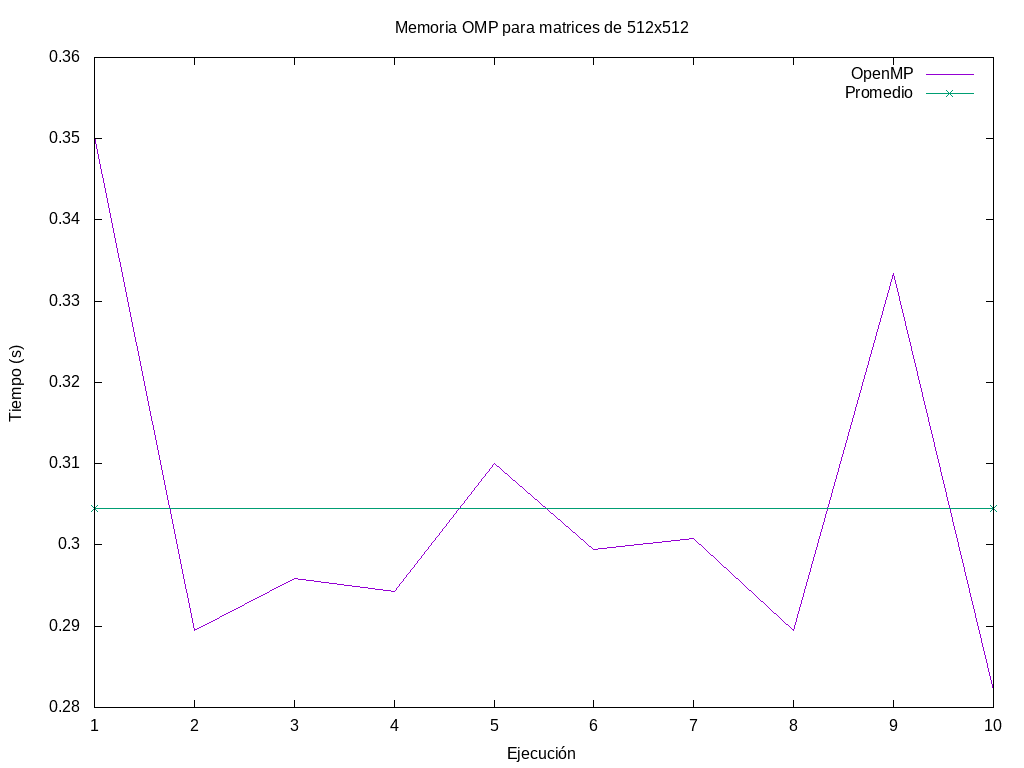 Memoria OMP para matrices de 512x512
OpenMP
Promedio
0.36
0.35
0.34
0.33
0.32
0.31
0.3
0.29
0.28
Tiempo (s)
1 2 3 4 5 6 7 8 9 10
Ejecución